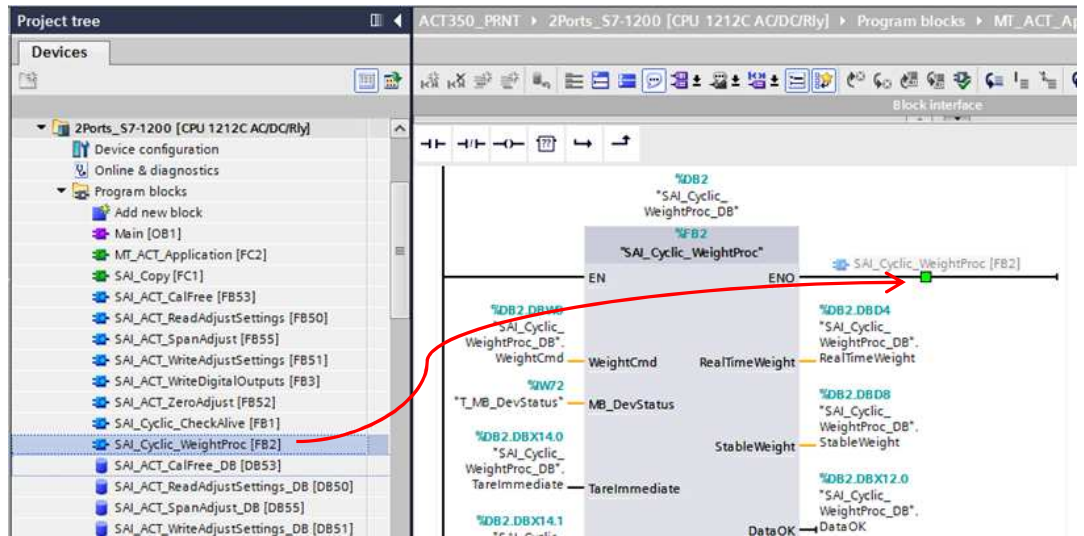 Project tree
ACT350_PRNT ▸ 2Ports_S7-1200 [CPU 1212C AC/DC/Rly] ▸ Program blocks ▸ MT_ACT_Ap
Devices
Block interface
2Ports_S7-1200 [CPU 1212C AC/DC/Rly]
Device configuration
Online & diagnostics
Program blocks
Add new block
Main [OB1]
MT_ACT_Application [FC2]
SAI_Copy [FC1]
SAI_ACT_CalFree [FB53]
SAI_ACT_ReadAdjustSettings [FB50]
SAI_ACT_SpanAdjust [FB55]
SAI_ACT_WriteAdjustSettings [FB51]
SAI_ACT_WriteDigitalOutputs [FB3]
SAI_ACT_ZeroAdjust [FB52]
SAI_Cyclic_CheckAlive [FB1]
SAI_Cyclic_WeightProc [FB2]
SAI_ACT_CalFree_DB [DB53]
SAI_ACT_ReadAdjustSettings_DB [DB50]
SAI_ACT_SpanAdjust_DB [DB55]
SAI_ACT_WriteAdjustSettings_DB [DB51]
??
%DB2
"SAI_Cyclic_
WeightProc_DB"
%FB2
"SAI_Cyclic_WeightProc"
EN
ENO
SAI_Cyclic_WeightProc [FB2]
"SAI_Cyclic_
WeightProc_DB".
WeightCmd
WeightCmd
"T_MB_DevStatus"
MB_DevStatus
%DB2.DBX14.0
"SAI_Cyclic_
WeightProc_DB".
TareImmediate
TareImmediate
%DB2.DBX14.1
%DB2.DBD4
"SAI_Cyclic_
WeightProc_DB".
RealTimeWeight
RealTimeWeight
%DB2.DBD8
"SAI_Cyclic_
WeightProc_DB".
StableWeight
StableWeight
%DB2.DBX12.0
"SAI_Cyclic_
WeightProc_DB".
DataOK
DataOK